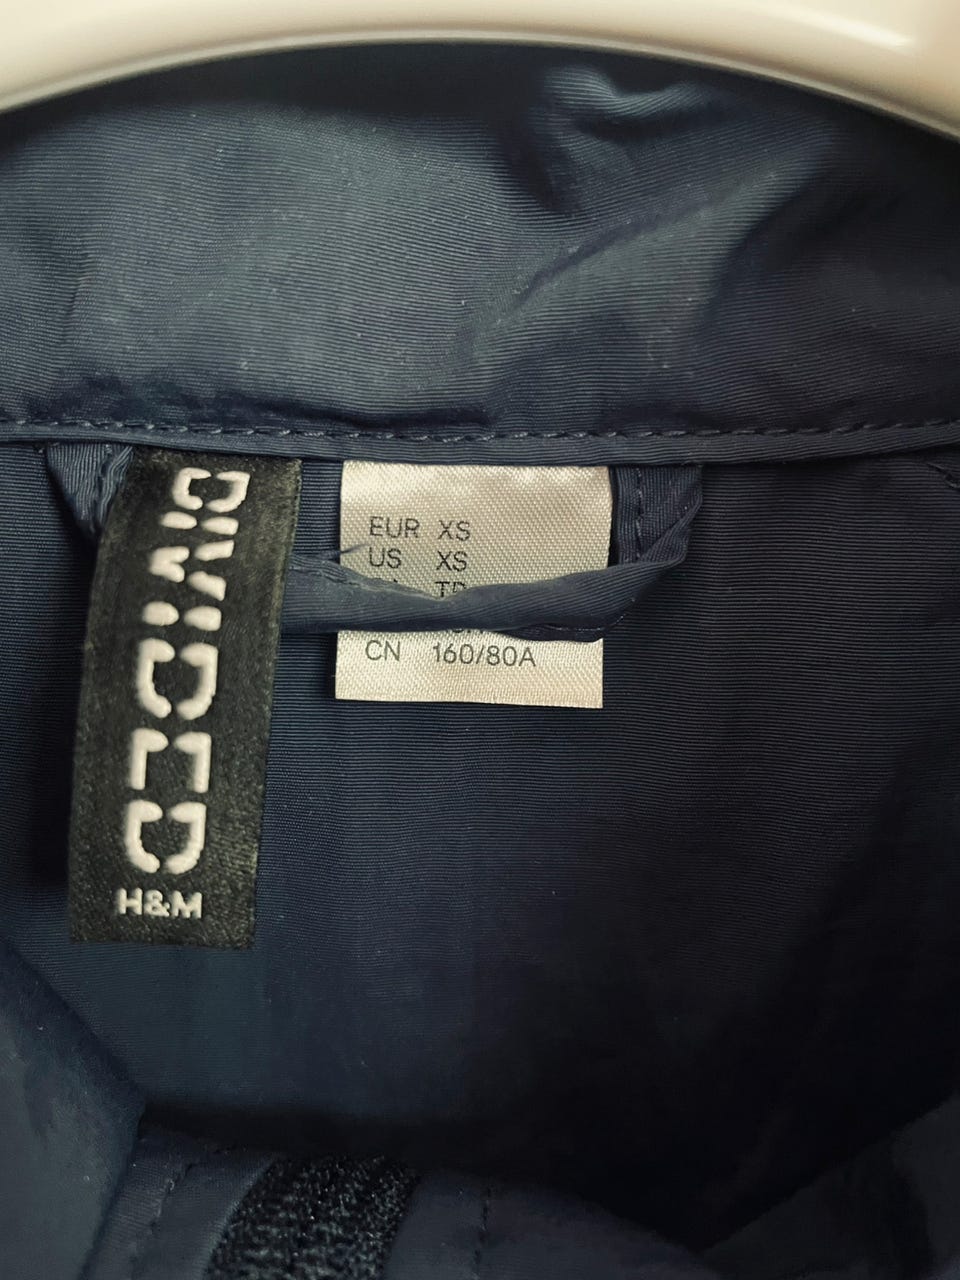 DIVIDED
H&M
EUR XS
US XS
CN 160/80A